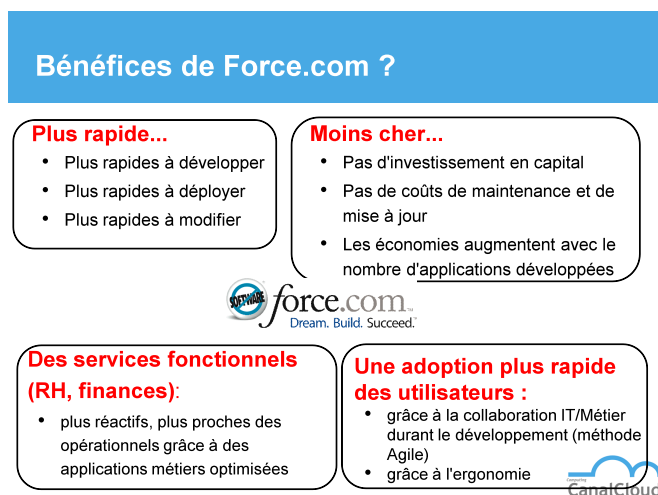 Bénéfices de Force.com ?
Plus rapide...
• Plus rapides à développer
• Plus rapides à déployer
• Plus rapides à modifier
Moins cher...
• Pas d'investissement en capital
• Pas de coûts de maintenance et de
mise à jour
• Les économies augmentent avec le
nombre d'applications développées
SOFTWARE
force.com™
Dream. Build. Succeed.™
Des services fonctionnels
(RH, finances):
• plus réactifs, plus proches des
opérationnels grâce à des
applications métiers optimisées
Une adoption plus rapide
des utilisateurs :
• grâce à la collaboration IT/Métier
durant le développement (méthode
Agile)
• grâce à l'ergonomie
CanalCloud